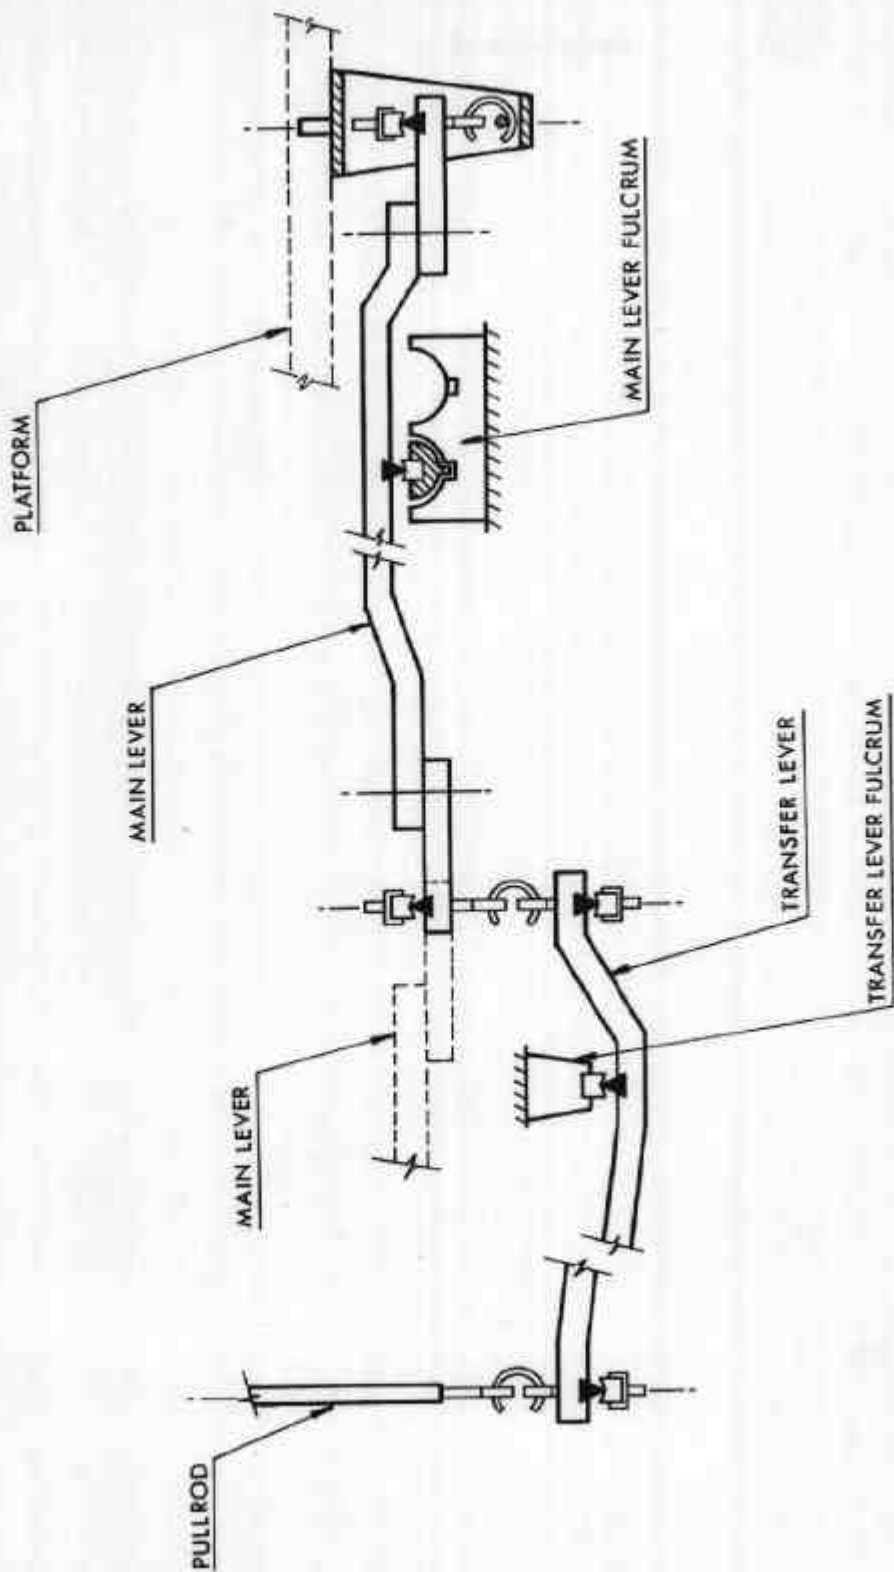 PLATFORM
MAIN LEVER
MAIN LEVER
PULLROD
MAIN LEVER FULCRUM
TRANSFER LEVER
TRANSFER LEVER FULCRUM